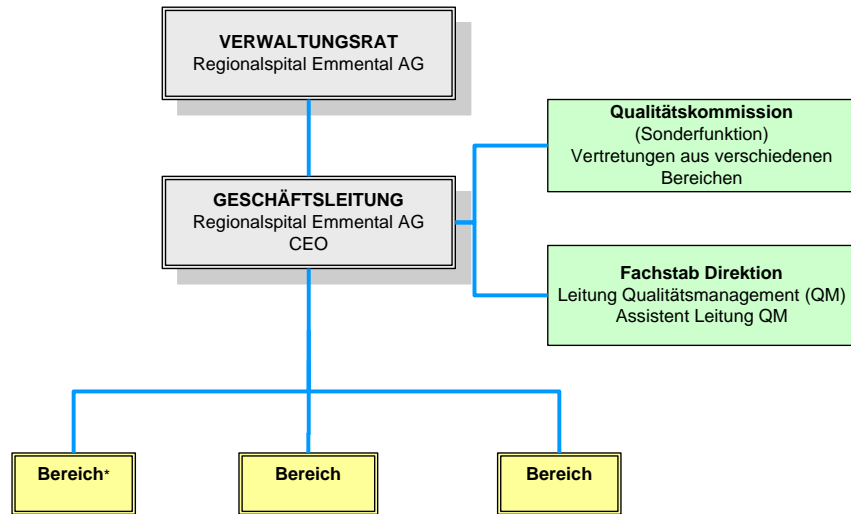 VERWALTUNGSRAT
Regionalspital Emmental AG
Qualitätskommission
(Sonderfunktion)
Vertretungen aus verschiedenen
Bereichen
GESCHÄFTSLEITUNG
Regionalspital Emmental AG
CEO
Fachstab Direktion
Leitung Qualitätsmanagement (QM)
Assistent Leitung QM
Bereich*
Bereich
Bereich